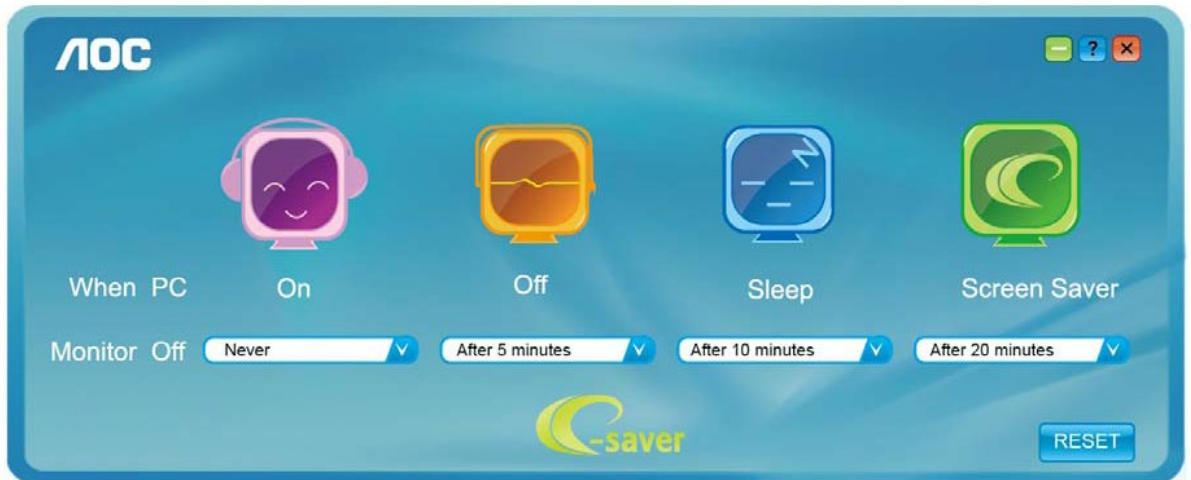 AOC
?
When PC On Off Sleep Screen Saver
Monitor Off Never After 5 minutes After 10 minutes After 20 minutes
e-saver
RESET